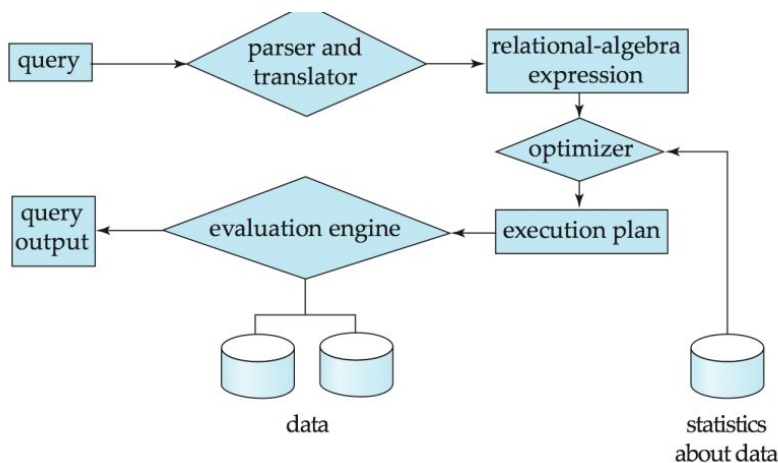 query
parser and
translator
relational-algebra
expression
optimizer
query
output
evaluation engine
execution plan
data
statistics
about data